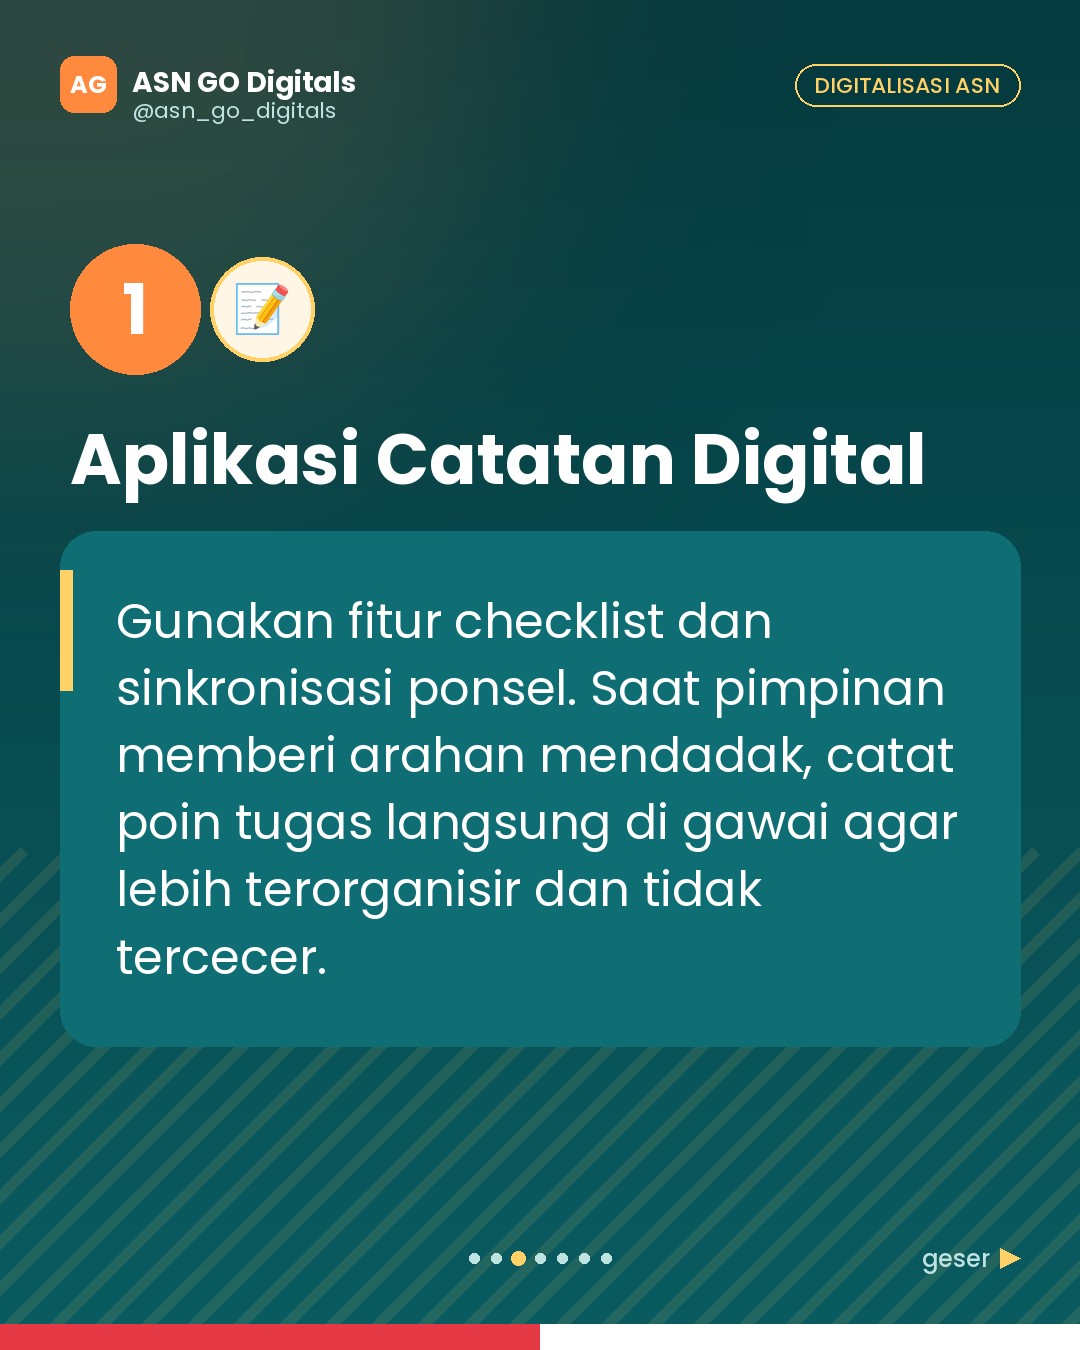 AG
ASN GO Digitals
@asn_go_digitals
DIGITALISASI ASN
1
Aplikasi Catatan Digital
Gunakan fitur checklist dan
sinkronisasi ponsel. Saat pimpinan
memberi arahan mendadak, catat
poin tugas langsung di gawai agar
lebih terorganisir dan tidak
tercecer.
geser